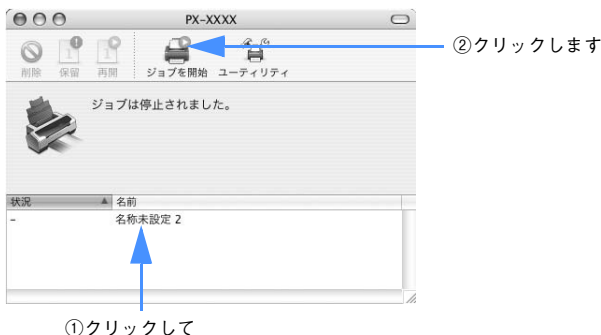 PX-XXXX
削除 保留 再開 ジョブを開始 ユーティリティ
②クリックします
ジョブは停止されました。
状況 名前
- 名称未設定 2
①クリックして